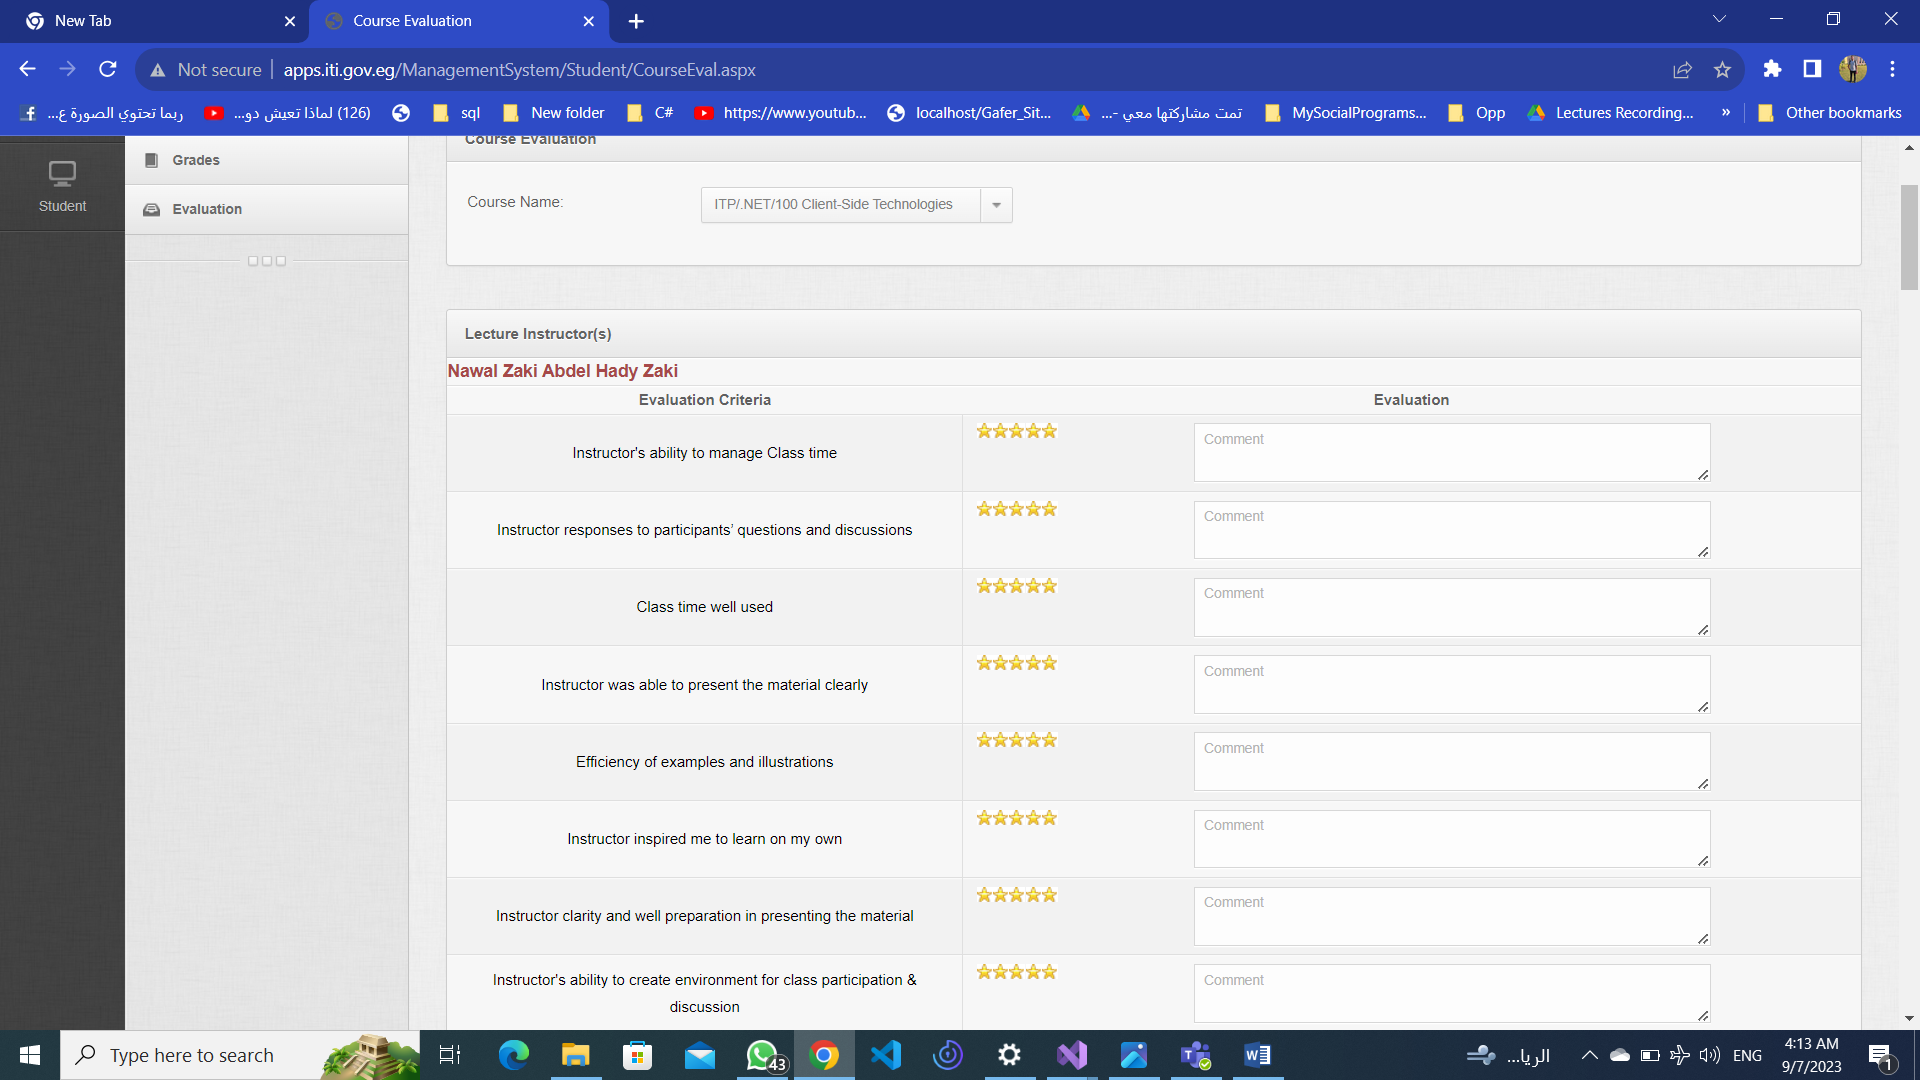 New Tab
Course Evaluation
Not secure | apps.iti.gov.eg/ManagementSystem/Student/CourseEval.aspx
ربما تحتوي الصورة ع...
(126) لماذا تعيش دو...
sql
New folder
C#
https://www.youtub...
localhost/Gafer_Sit...
تمت مشاركتها معي -...
MySocialPrograms...
Opp
Lectures Recording...
»
Other bookmarks
Student
Grades
Evaluation
Course Evaluation
Course Name:
ITP/.NET/100 Client-Side Technologies
Lecture Instructor(s)
Nawal Zaki Abdel Hady Zaki
Evaluation Criteria
Evaluation
Instructor's ability to manage Class time
Comment
Instructor responses to participants’ questions and discussions
Comment
Class time well used
Comment
Instructor was able to present the material clearly
Comment
Efficiency of examples and illustrations
Comment
Instructor inspired me to learn on my own
Comment
Instructor clarity and well preparation in presenting the material
Comment
Instructor's ability to create environment for class participation &
discussion
Comment
Type here to search
43
الريا...
ENG
4:13 AM
9/7/2023
1